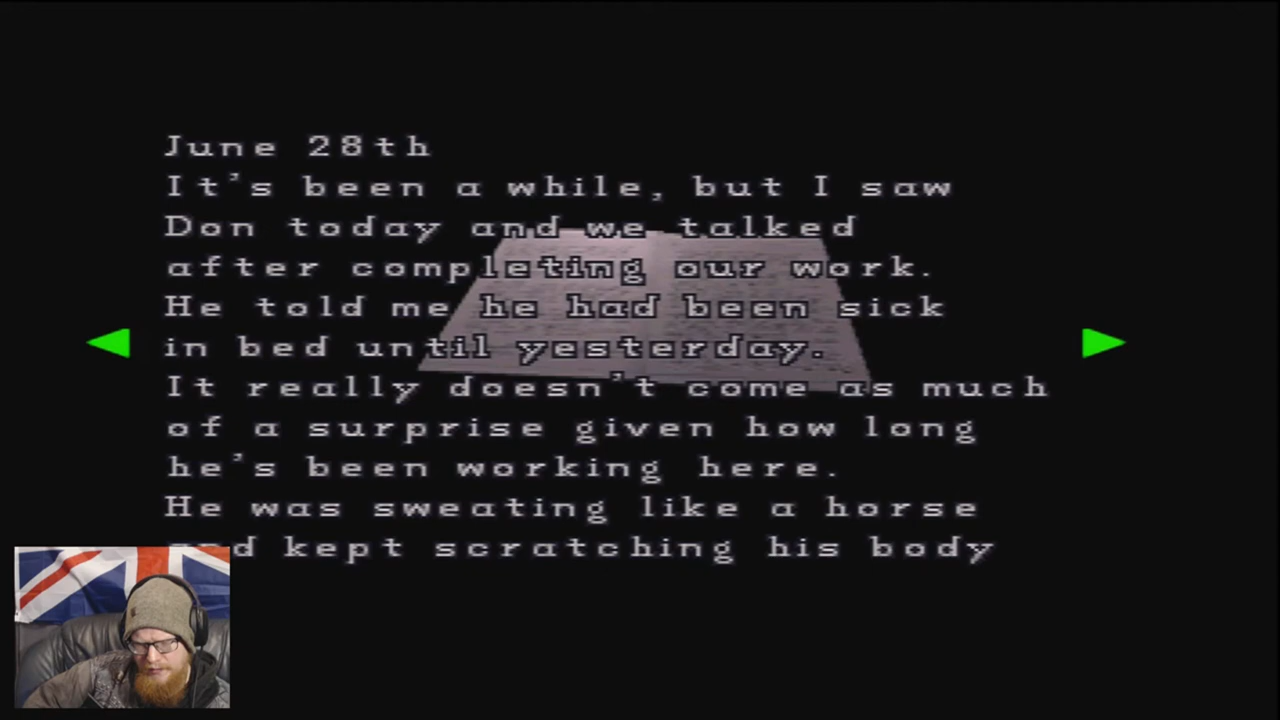 June 28th
It's been a while, but I saw
Don today and we talked
after completing our work.
He told me he had been sick
in bed until yesterday.
It really doesn't come as much
of a surprise given how long
he's been working here.
He was sweating like a horse
and kept scratching his body